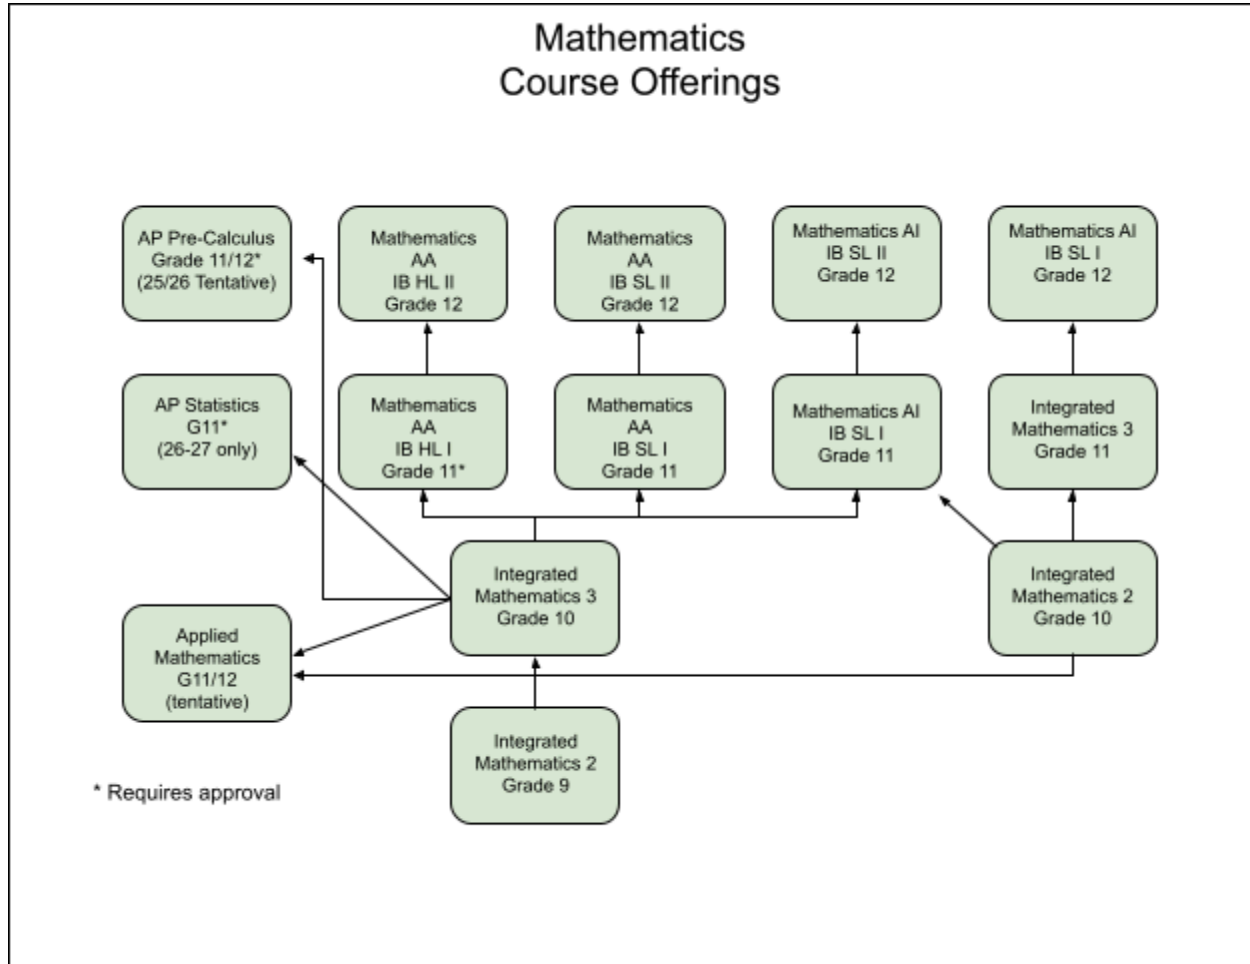 Mathematics
Course Offerings
AP Pre-Calculus
Grade 11/12*
(25/26 Tentative)
Mathematics
AA
IB HL II
Grade 12
Mathematics
AA
IB SL II
Grade 12
Mathematics AI
IB SL II
Grade 12
Mathematics AI
IB SL I
Grade 12
AP Statistics
G11*
(26-27 only)
Mathematics
AA
IB HL I
Grade 11*
Mathematics
AA
IB SL I
Grade 11
Mathematics AI
IB SL I
Grade 11
Integrated
Mathematics 3
Grade 11
Integrated
Mathematics 3
Grade 10
Integrated
Mathematics 2
Grade 10
Applied
Mathematics
G11/12
(tentative)
Integrated
Mathematics 2
Grade 9
* Requires approval